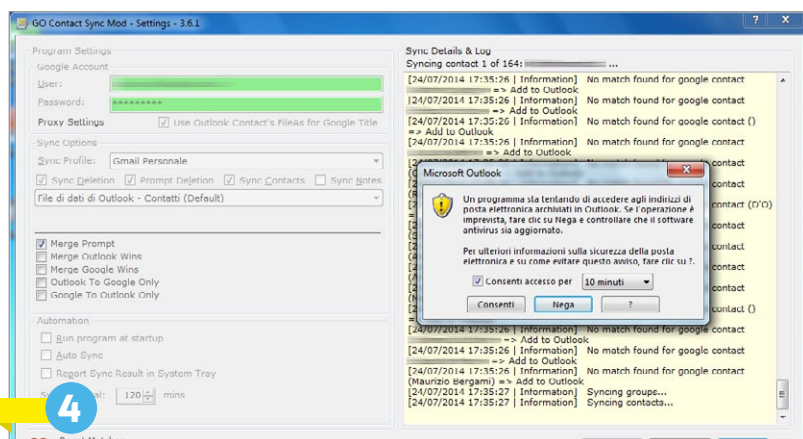 GO Contact Sync Mod - Settings - 3.6.1
Program Settings
Google Account
User:
Password: *********
Proxy Settings
Use Outlook Contact's FileAs for Google Title
Sync Options
Sync Profile: Gmail Personale
Sync Deletion Prompt Deletion Sync Contacts Sync Notes
File di dati di Outlook - Contatti (Default)
Merge Prompt
Merge Outlook Wins
Merge Google Wins
Outlook To Google Only
Google To Outlook Only
Automation
Run program at startup
Auto Sync
Report Sync Result in System Tray
120 mins
4
Sync Details & Log
Syncing contact 1 of 164: ...
[24/07/2014 17:35:26 | Information] No match found for google contact
=> Add to Outlook
[24/07/2014 17:35:26 | Information] No match found for google contact
=> Add to Outlook
[24/07/2014 17:35:26 | Information] No match found for google contact ()
=> Add to Outlook
[24/07/2014 17:35:26 | Information] No match found for google contact
=> Add to Outlook
contact
contact
contact (D'O)
contact
contact
contact
contact
contact ()
Microsoft Outlook
Un programma sta tentando di accedere agli indirizzi di
posta elettronica archiviati in Outlook. Se l'operazione è
imprevista, fare clic su Nega e controllare che il software
antivirus sia aggiornato.
Per ulteriori informazioni sulla sicurezza della posta
elettronica e su come evitare questo avviso, fare clic su ?.
Consenti accesso per 10 minuti
Consenti Nega ?
[24/07/2014 17:35:26 | Information] No match found for google contact
=> Add to Outlook
[24/07/2014 17:35:26 | Information] No match found for google contact
=> Add to Outlook
[24/07/2014 17:35:26 | Information] No match found for google contact
(Maurizio Bergami) => Add to Outlook
[24/07/2014 17:35:27 | Information] Syncing groups...
[24/07/2014 17:35:27 | Information] Syncing contacts...